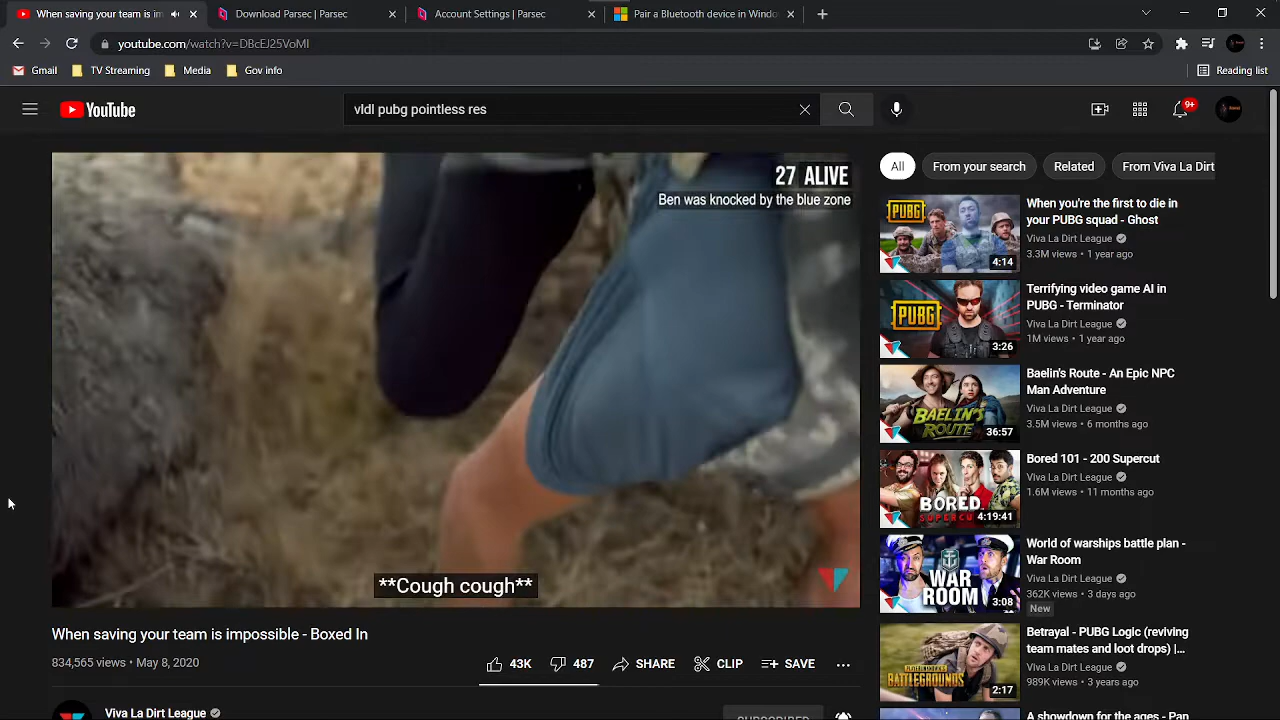 When saving your team is im
Download Parsec | Parsec
Account Settings | Parsec
Pair a Bluetooth device in Windo
youtube.com/watch?v=DBcEJ25VoMI
Gmail
TV Streaming
Media
Gov info
Reading list
YouTube
vldl pubg pointless res
9+
27 ALIVE
Ben was knocked by the blue zone
**Cough cough**
When saving your team is impossible - Boxed In
834,565 views • May 8, 2020
43K
487
SHARE
CLIP
SAVE
Viva La Dirt League
SUBSCRIBED
All
From your search
Related
From Viva La Dirt
PUBG
4:14
When you're the first to die in
your PUBG squad - Ghost
Viva La Dirt League
3.3M views • 1 year ago
PUBG
3:26
Terrifying video game AI in
PUBG - Terminator
Viva La Dirt League
1M views • 1 year ago
BAELIN'S
ROUTE
36:57
Baelin's Route - An Epic NPC
Man Adventure
Viva La Dirt League
3.5M views • 6 months ago
BORED
SUPERCU
4:19:41
Bored 101 - 200 Supercut
Viva La Dirt League
1.6M views • 11 months ago
WAR
ROOM
3:08
World of warships battle plan -
War Room
Viva La Dirt League
362K views • 3 days ago
New
BATTLEGROUNDS
2:17
Betrayal - PUBG Logic (reviving
team mates and loot drops) |...
Viva La Dirt League
989K views • 3 years ago
A showdown for the ages - Pan